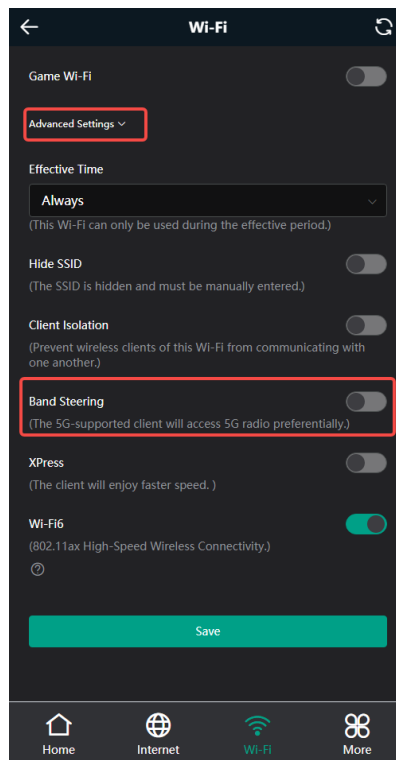 Wi-Fi
Game Wi-Fi
Advanced Settings
Effective Time
Always
(This Wi-Fi can only be used during the effective period.)
Hide SSID
(The SSID is hidden and must be manually entered.)
Client Isolation
(Prevent wireless clients of this Wi-Fi from communicating with
one another.)
Band Steering
(The 5G-supported client will access 5G radio preferentially.)
XPress
(The client will enjoy faster speed. )
Wi-Fi6
(802.11ax High-Speed Wireless Connectivity.)
Save
Home Internet Wi-Fi More